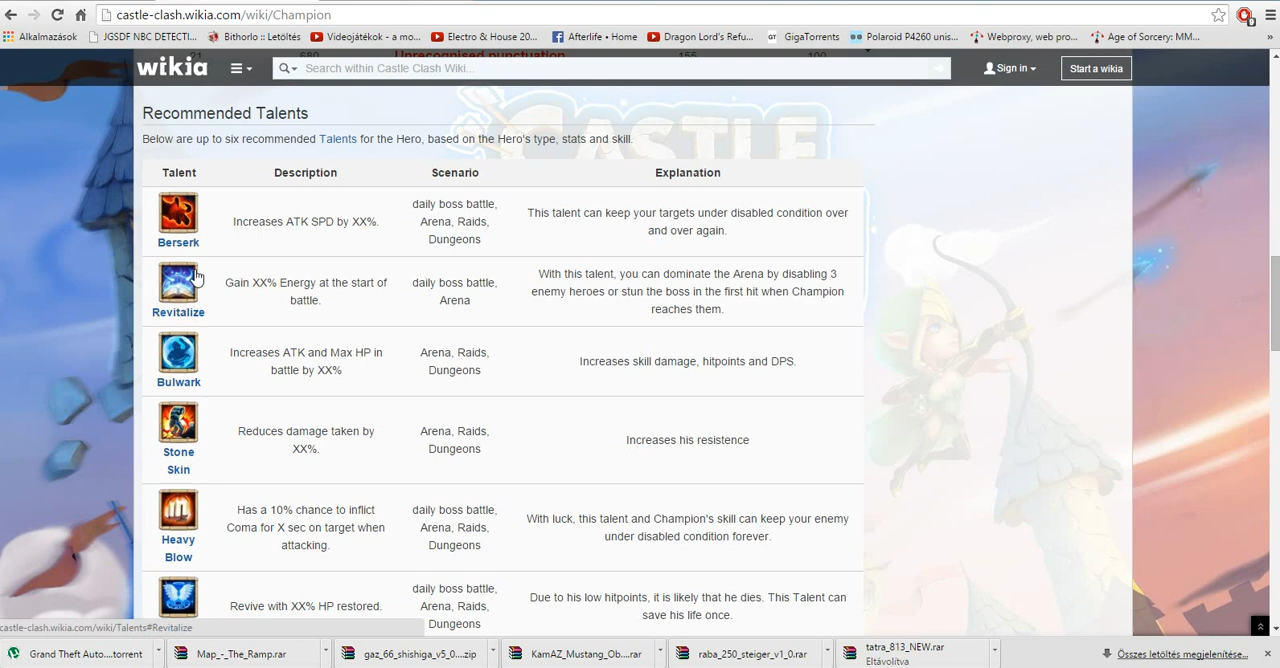 castle-clash.wikia.com/wiki/Champion
Alkalmazások JGSDF NBC DETECTI... Bithorlo :: Letöltés Videojátékok - a mo... Electro & House 20... Afterlife • Home Dragon Lord's Refu... GT GigaTorrents Polaroid P4260 unis... Webproxy, web pro... Age of Sorcery: MM... »
wikia Search within Castle Clash Wiki... Sign in Start a wikia
Recommended Talents
Below are up to six recommended Talents for the Hero, based on the Hero's type, stats and skill.
Talent Description Scenario Explanation
Berserk
Increases ATK SPD by XX%.
daily boss battle,
Arena, Raids,
Dungeons
This talent can keep your targets under disabled condition over
and over again.
Revitalize
Gain XX% Energy at the start of
battle.
daily boss battle,
Arena
With this talent, you can dominate the Arena by disabling 3
enemy heroes or stun the boss in the first hit when Champion
reaches them.
Bulwark
Increases ATK and Max HP in
battle by XX%
Arena, Raids,
Dungeons
Increases skill damage, hitpoints and DPS.
Stone
Skin
Reduces damage taken by
XX%.
Arena, Raids,
Dungeons
Increases his resistence
Heavy
Blow
Has a 10% chance to inflict
Coma for X sec on target when
attacking.
daily boss battle,
Arena, Raids,
Dungeons
With luck, this talent and Champion's skill can keep your enemy
under disabled condition forever.
Revive with XX% HP restored.
daily boss battle,
Arena, Raids,
Dungeons
Due to his low hitpoints, it is likely that he dies. This Talent can
save his life once.
CASTLE
castle-clash.wikia.com/wiki/Talents#Revitalize
Grand Theft Auto....torrent Map_-_The_Ramp.rar gaz_66_shishiga_v5_0....zip KamAZ_Mustang_Ob....rar raba_250_steiger_v1_0.rar tatra_813_NEW.rar
Eltávolítva
Összes letöltés megjelenítése...